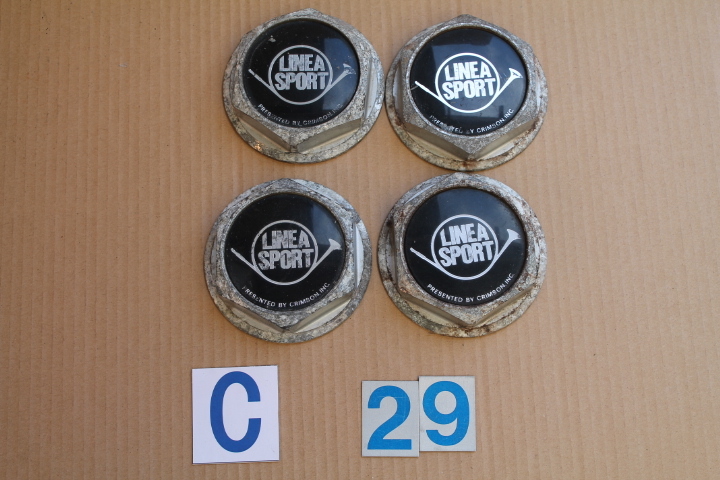 LINEA
SPORT
PRESENTED BY CRIMSON.I
LINEA
SPORT
PRESENTED BY CRIMSON.INC.
LINEA
SPORT
PRESENTED BY CRIMSON.INC.
LINEA
SPORT
PRESENTED BY CRIMSON.INC.
C
29